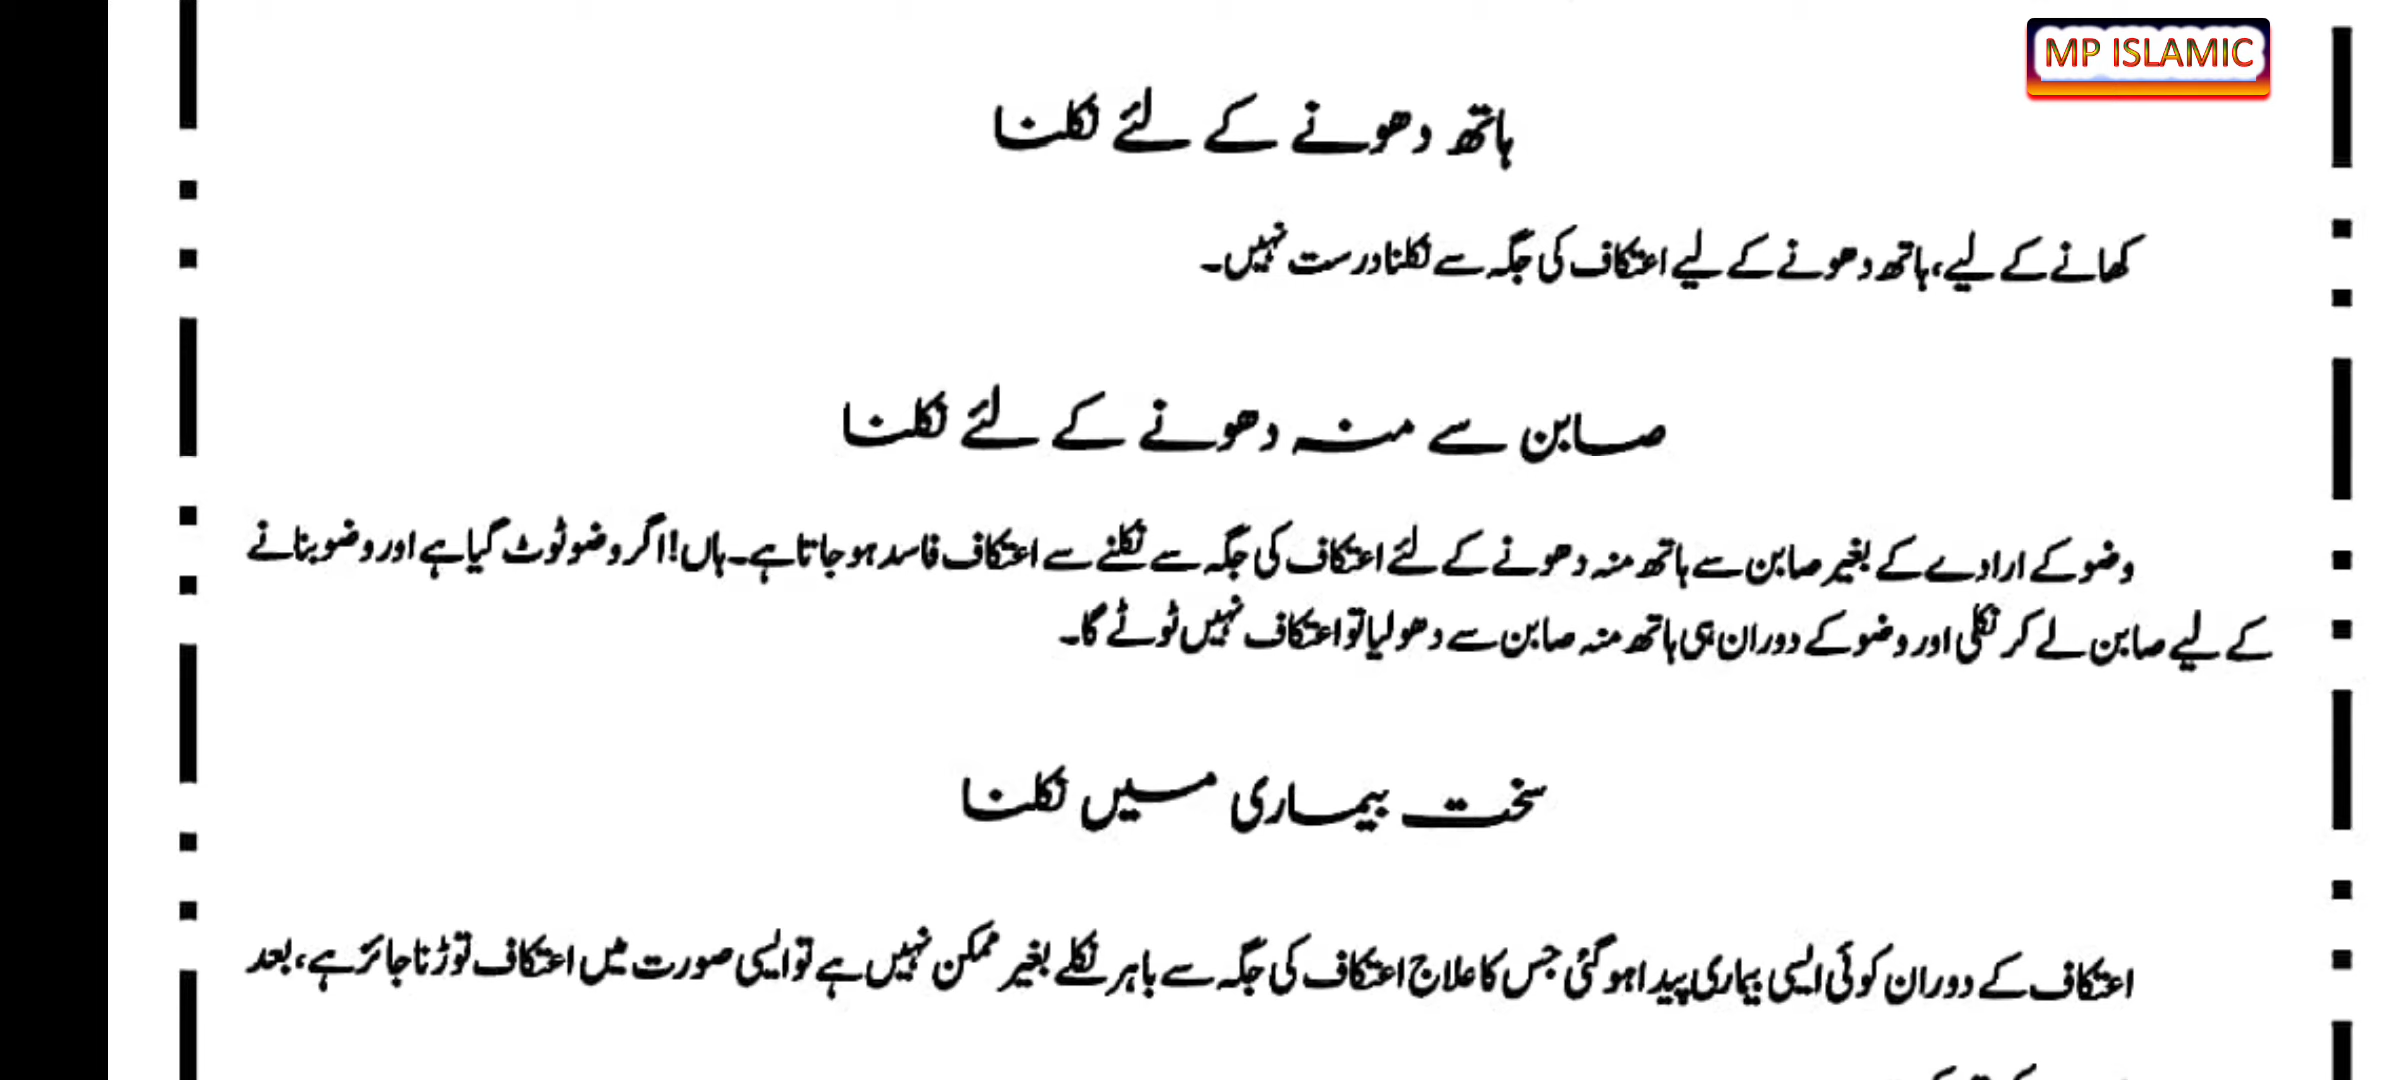 MP ISLAMIC
ہاتھ دھونے کے لئے نکلنا
کھانے کے لیے، ہاتھ دھونے کے لیے اعتکاف کی جگہ سے نکلنا درست نہیں۔
صابن سے منہ دھونے کے لئے نکلنا
وضو کے ارادے کے بغیر صابن سے ہاتھ منہ دھونے کے لئے اعتکاف کی جگہ سے نکلنے سے اعتکاف فاسد ہو جاتا ہے۔ ہاں! اگر وضو ٹوٹ گیا ہے اور وضو بنانے
کے لیے صابن لے کر نکلی اور وضو کے دوران ہی ہاتھ منہ صابن سے دھو لیا تو اعتکاف نہیں ٹوٹے گا۔
سخت بیماری میں نکلنا
اعتکاف کے دوران کوئی ایسی بیماری پیدا ہو گئی جس کا علاج اعتکاف کی جگہ سے باہر نکلے بغیر ممکن نہیں ہے تو ایسی صورت میں اعتکاف توڑنا جائز ہے، بعد